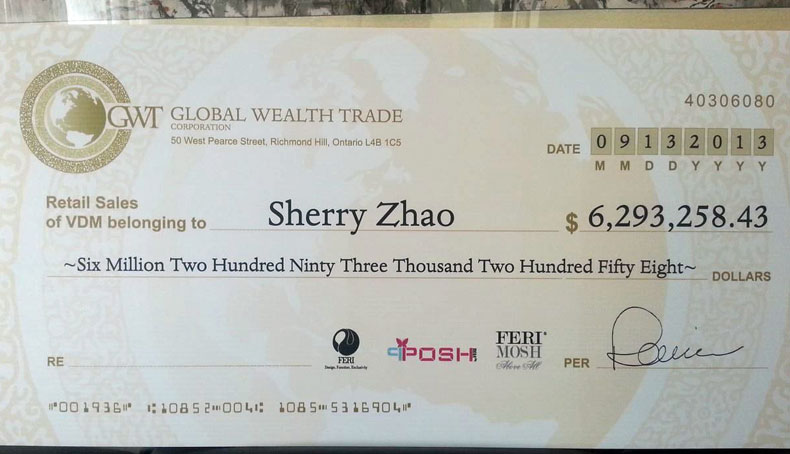 40306080
GWT GLOBAL WEALTH TRADE
CORPORATION
50 West Pearce Street, Richmond Hill, Ontario L4B 1C5
DATE 09132013
M M D D Y Y Y Y
Retail Sales
of VDM belonging to Sherry Zhao $ 6,293,258.43
~Six Million Two Hundred Ninty Three Thousand Two Hundred Fifty Eight~ DOLLARS
RE
FERI
Design, Function, Exclusivity
POSH
FERI
MOSH
Above All
PER
⑈001936⑈ ⑆10852⑉004⑆ 1085⑉5316904⑈